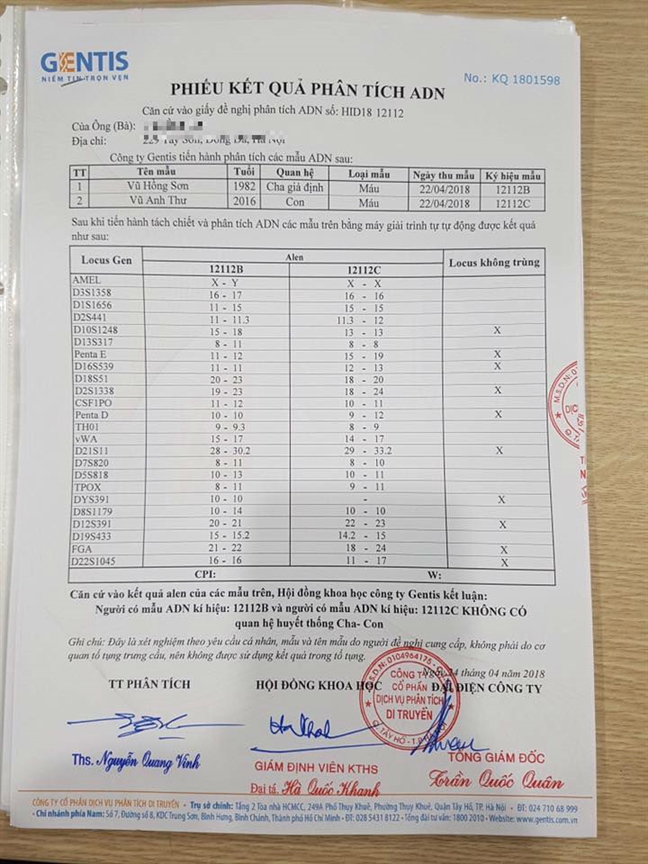 GENTIS
NIỀM TIN TRỌN VẸN
No.: KQ 1801598
PHIẾU KẾT QUẢ PHÂN TÍCH ADN
Căn cứ vào giấy đề nghị phân tích ADN số: HID18 12112
Của Ông (Bà):
Địa chỉ: 229 Tây Sơn, Đống Đa, Hà Nội
Công ty Gentis tiến hành phân tích các mẫu ADN sau:
TT Tên mẫu Tuổi Quan hệ Loại mẫu Ngày thu mẫu Ký hiệu mẫu
1 Vũ Hồng Sơn 1982 Cha giả định Máu 22/04/2018 12112B
2 Vũ Anh Thư 2016 Con Máu 22/04/2018 12112C
Sau khi tiến hành tách chiết và phân tích ADN các mẫu trên bằng máy giải trình tự tự động được kết quả
như sau:
Locus Gen Alen Locus không trùng
12112B 12112C
AMEL X - Y X - X
D3S1358 16 - 17 16 - 16
D1S1656 11 - 15 15 - 15
D2S441 11 - 11.3 11.3 - 12
D10S1248 15 - 18 13 - 13 X
D13S317 8 - 11 8 - 8
Penta E 11 - 12 15 - 19 X
D16S539 11 - 11 12 - 13 X
D18S51 20 - 23 18 - 20
D2S1338 19 - 23 18 - 24 X
CSF1PO 11 - 12 10 - 11
Penta D 10 - 10 9 - 12 X
TH01 9 - 9.3 8 - 9
vWA 15 - 17 14 - 17
D21S11 28 - 30.2 29 - 33.2 X
D7S820 8 - 11 8 - 10
D5S818 10 - 13 10 - 11
TPOX 8 - 11 9 - 11
DYS391 10 - 10 - X
D8S1179 10 - 14 10 - 10
D12S391 20 - 21 22 - 23 X
D19S433 15 - 15.2 14.2 - 15
FGA 21 - 22 18 - 24 X
D22S1045 16 - 16 11 - 17 X
CPI: W:
Căn cứ vào kết quả alen của các mẫu trên, Hội đồng khoa học công ty Gentis kết luận:
Người có mẫu ADN kí hiệu: 12112B và người có mẫu ADN kí hiệu: 12112C KHÔNG CÓ
quan hệ huyết thống Cha- Con
Ghi chú: Đây là xét nghiệm theo yêu cầu cá nhân, mẫu và tên mẫu do người đề nghị cung cấp, không phải do cơ
quan tố tụng trưng cầu, nên không được sử dụng kết quả trong tố tụng.
Ngày 24 tháng 04 năm 2018
TT PHÂN TÍCH HỘI ĐỒNG KHOA HỌC ĐẠI DIỆN CÔNG TY
M.S.D.N: 0104964175
CÔNG TY
CỔ PHẦN
DỊCH VỤ PHÂN TÍCH
DI TRUYỀN
Q.TÂY HỒ - T.P HÀ NỘI
Ths. Nguyễn Quang Vinh
GIÁM ĐỊNH VIÊN KTHS
Đại tá. Hà Quốc Khanh
TỔNG GIÁM ĐỐC
Trần Quốc Quân
CÔNG TY CỔ PHẦN DỊCH VỤ PHÂN TÍCH DI TRUYỀN - Trụ sở chính: Tầng 2 Tòa nhà HCMCC, 249A Phố Thụy Khuê, Phường Thụy Khuê, Quận Tây Hồ, TP. Hà Nội - ĐT: 024 710 68 999
- Chi nhánh phía Nam: Số 7, Đường số 8, KDC Trung Sơn, Bình Hưng, Bình Chánh, Thành phố Hồ Chí Minh - ĐT: 028 5431 8122 - Tổng đài tư vấn: 1800 2010 - Website: www.gentis.com.vn